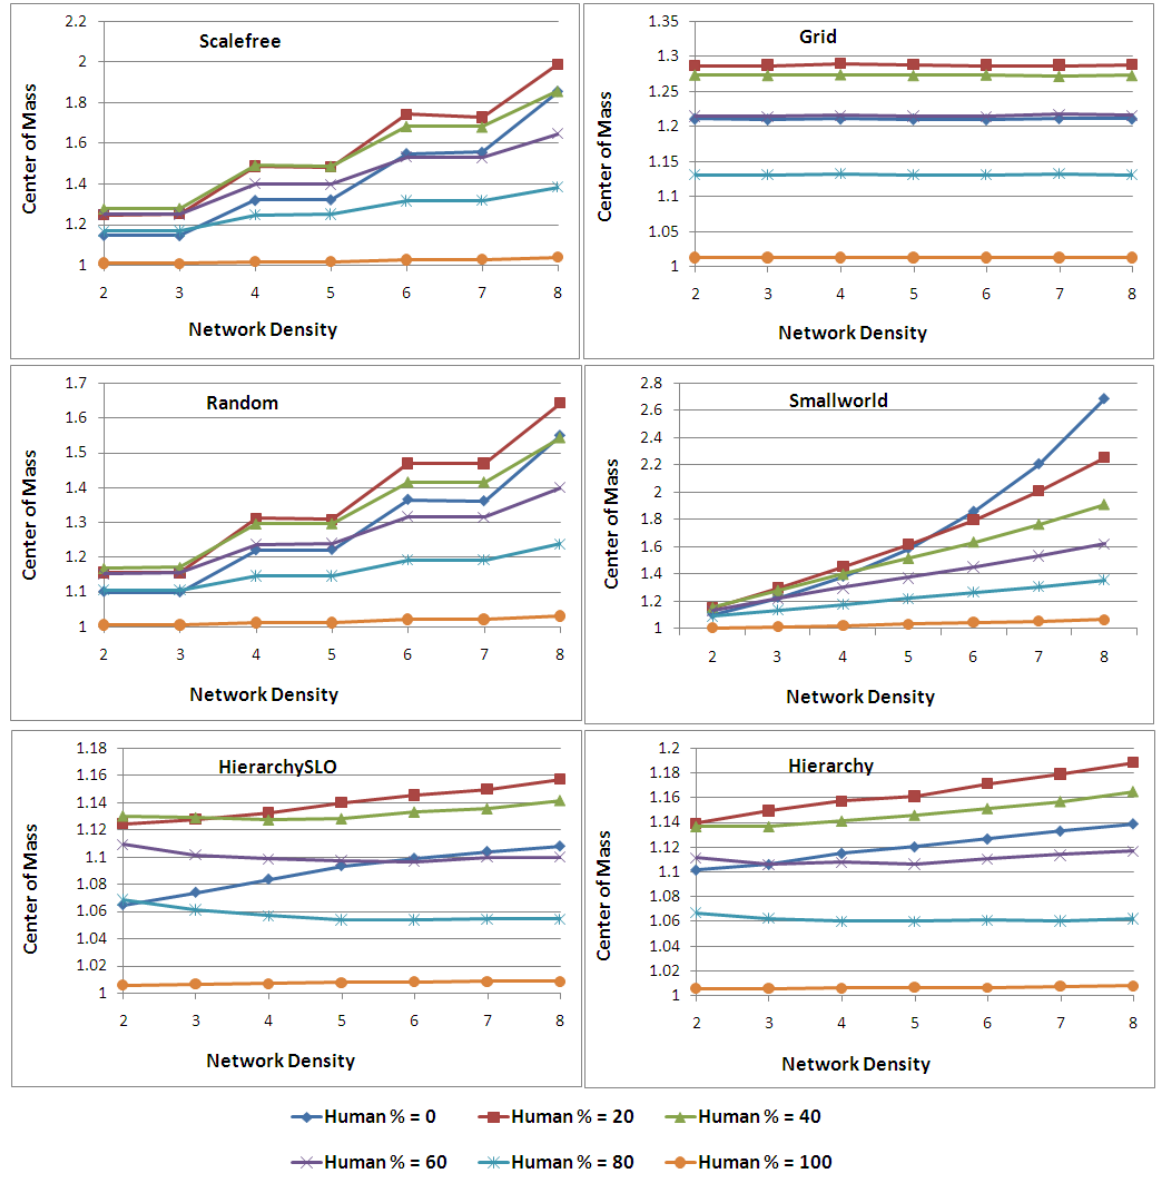 Scalefree
Center of Mass
2.2
2
1.8
1.6
1.4
1.2
1
2 3 4 5 6 7 8
Network Density
Grid
Center of Mass
1.35
1.3
1.25
1.2
1.15
1.1
1.05
1
2 3 4 5 6 7 8
Network Density
Random
Center of Mass
1.7
1.6
1.5
1.4
1.3
1.2
1.1
1
2 3 4 5 6 7 8
Network Density
Smallworld
Center of Mass
2.8
2.6
2.4
2.2
2
1.8
1.6
1.4
1.2
1
2 3 4 5 6 7 8
Network Density
HierarchySLO
Center of Mass
1.18
1.16
1.14
1.12
1.1
1.08
1.06
1.04
1.02
1
2 3 4 5 6 7 8
Network Density
Hierarchy
Center of Mass
1.2
1.18
1.16
1.14
1.12
1.1
1.08
1.06
1.04
1.02
1
2 3 4 5 6 7 8
Network Density
Human % = 0 Human % = 20 Human % = 40
Human % = 60 Human % = 80 Human % = 100